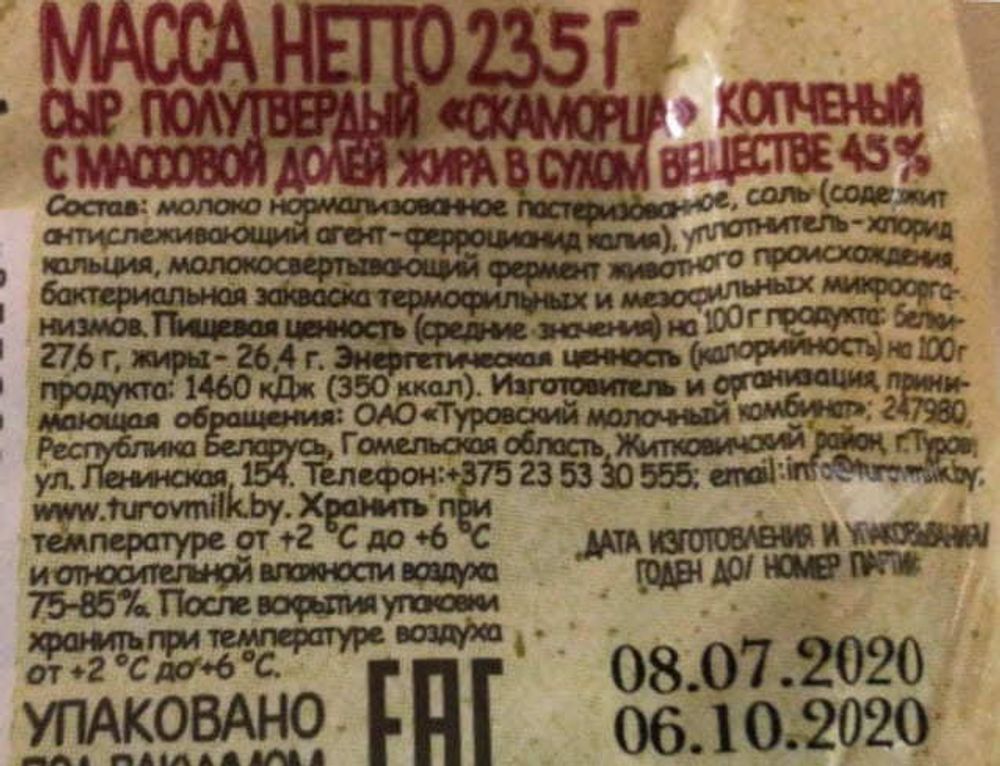 МАССА НЕТТО 235 Г
СЫР ПОЛУТВЕРДЫЙ «СКАМОРЦА» КОПЧЕНЫЙ
С МАССОВОЙ ДОЛЕЙ ЖИРА В СУХОМ ВЕЩЕСТВЕ 45%
Состав: молоко нормализованное пастеризованное, соль (содержит
антислеживающий агент-ферроцианид калия), уплотнитель-хлорид
кальция, молокосвертывающий фермент животного происхождения,
бактериальная закваска термофильных и мезофильных микроорга-
низмов. Пищевая ценность (средние значения) на 100 г продукта: белки-
27,6 г, жиры- 26,4 г. Энергетическая ценность (калорийность) на 100 г
продукта: 1460 кДж (350 ккал). Изготовитель и организация, прини-
мающая обращения: ОАО «Туровский молочный комбинат»; 247980,
Республика Беларусь, Гомельская область, Житковичский район, г.Туров,
ул. Ленинская, 154. Телефон:+375 23 53 30 555; email:info@turovmilk.by,
www.turovmilk.by. Хранить при
температуре от +2 °С до +6 °С
и относительной влажности воздуха
75-85%. После вскрытия упаковки
хранить при температуре воздуха
от +2 °С до +6 °С.
ДАТА ИЗГОТОВЛЕНИЯ И УПАКОВЫВАНИЯ/
ГОДЕН ДО/ НОМЕР ПАРТИИ:
08.07.2020
06.10.2020
УПАКОВАНО
ПОД ВАКУУМОМ
EAC